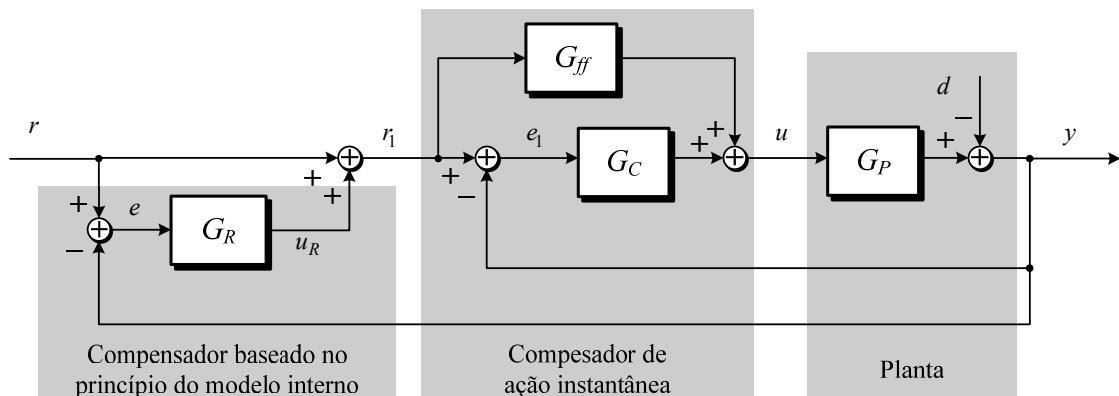 G_ff
d
r
r_1
e_1
u
y
+
+
+
+
G_C
+
+
G_P
+
−
+
+
−
+
+
+
+
e
G_R
u_R
−
Compensador baseado no
princípio do modelo interno
Compesador de
ação instantânea
Planta